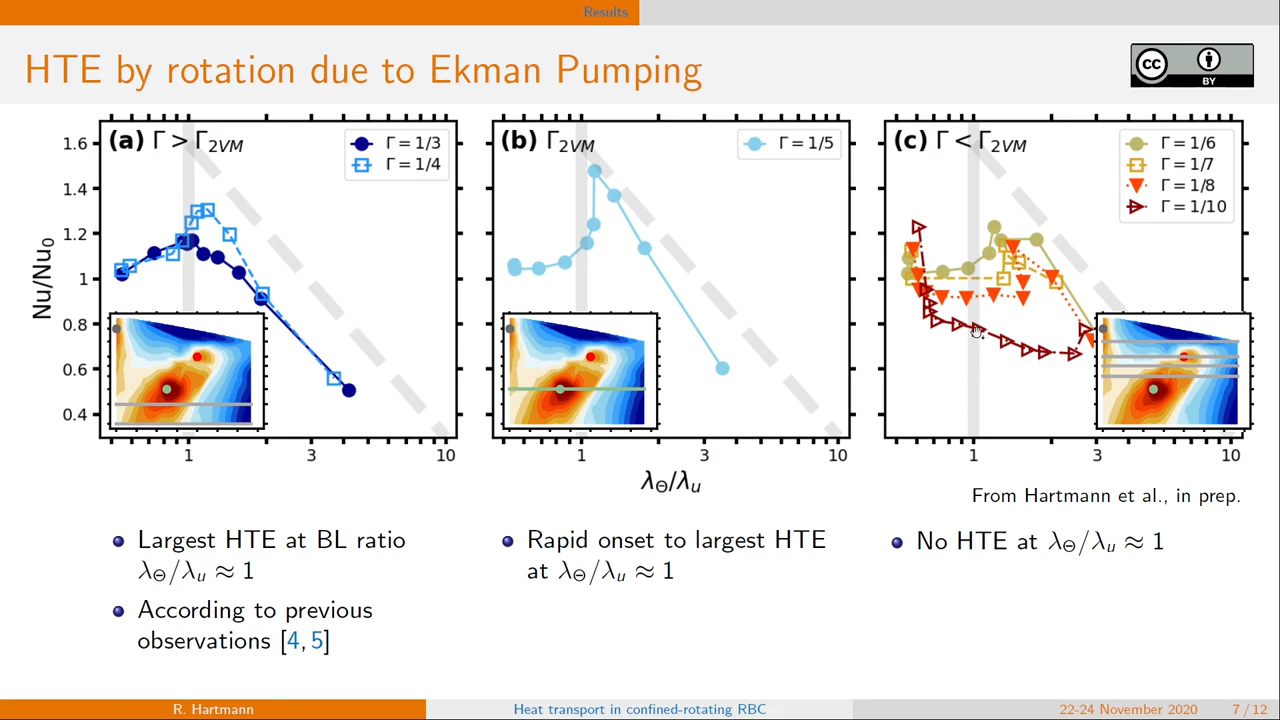 Results
HTE by rotation due to Ekman Pumping
cc BY
(a) Γ > Γ2VM
Γ = 1/3
Γ = 1/4
(b) Γ2VM
Γ = 1/5
(c) Γ < Γ2VM
Γ = 1/6
Γ = 1/7
Γ = 1/8
Γ = 1/10
Nu/Nu0
1.6
1.4
1.2
1
0.8
0.6
0.4
1 3 10
1 3 10
1 3 10
λΘ/λu
From Hartmann et al., in prep.
Largest HTE at BL ratio
λΘ/λu ≈ 1
According to previous
observations [4, 5]
Rapid onset to largest HTE
at λΘ/λu ≈ 1
No HTE at λΘ/λu ≈ 1
R. Hartmann
Heat transport in confined-rotating RBC
22-24 November 2020
7 / 12